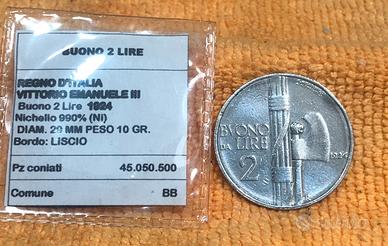 BUONO 2 LIRE
REGNO D'ITALIA
VITTORIO EMANUELE III
Buono 2 Lire 1924
Nichello 990% (Ni)
DIAM. 29 MM PESO 10 GR.
Bordo: LISCIO
Pz coniati 45.050.500
Comune BB
BUONO
DA
LIRE
2
1924
subito